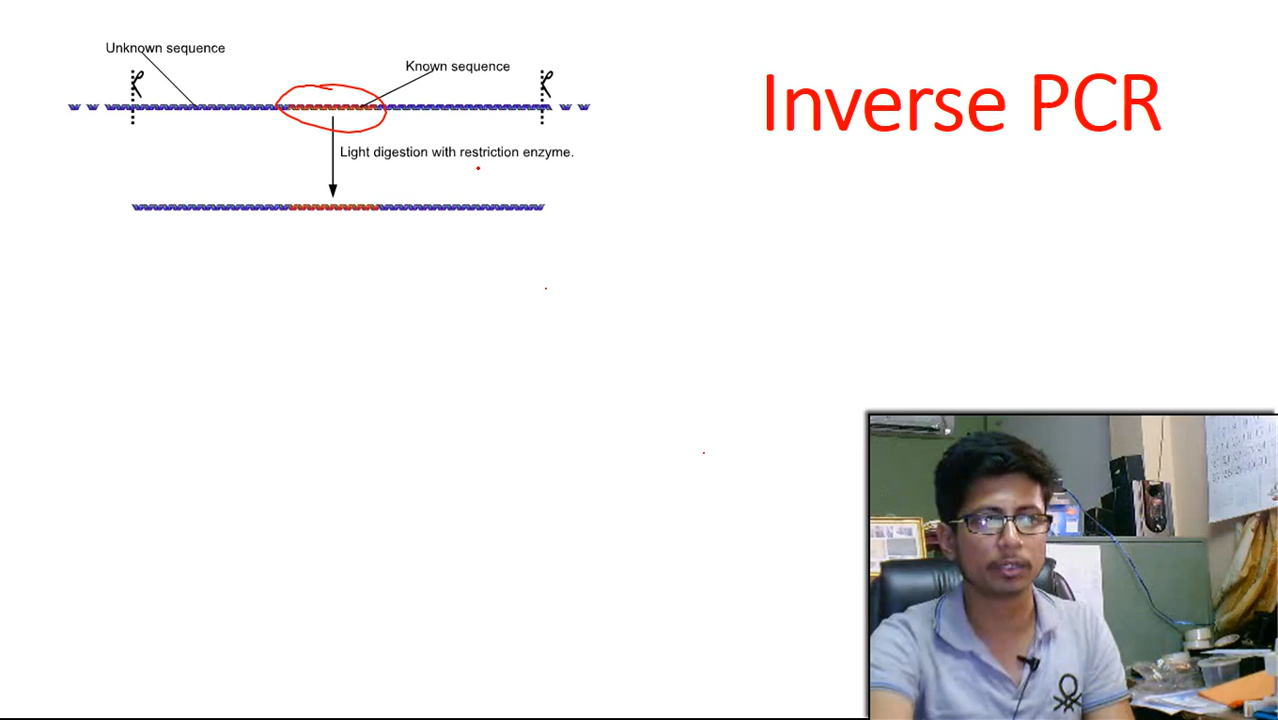 Unknown sequence
Known sequence
Inverse PCR
Light digestion with restriction enzyme.